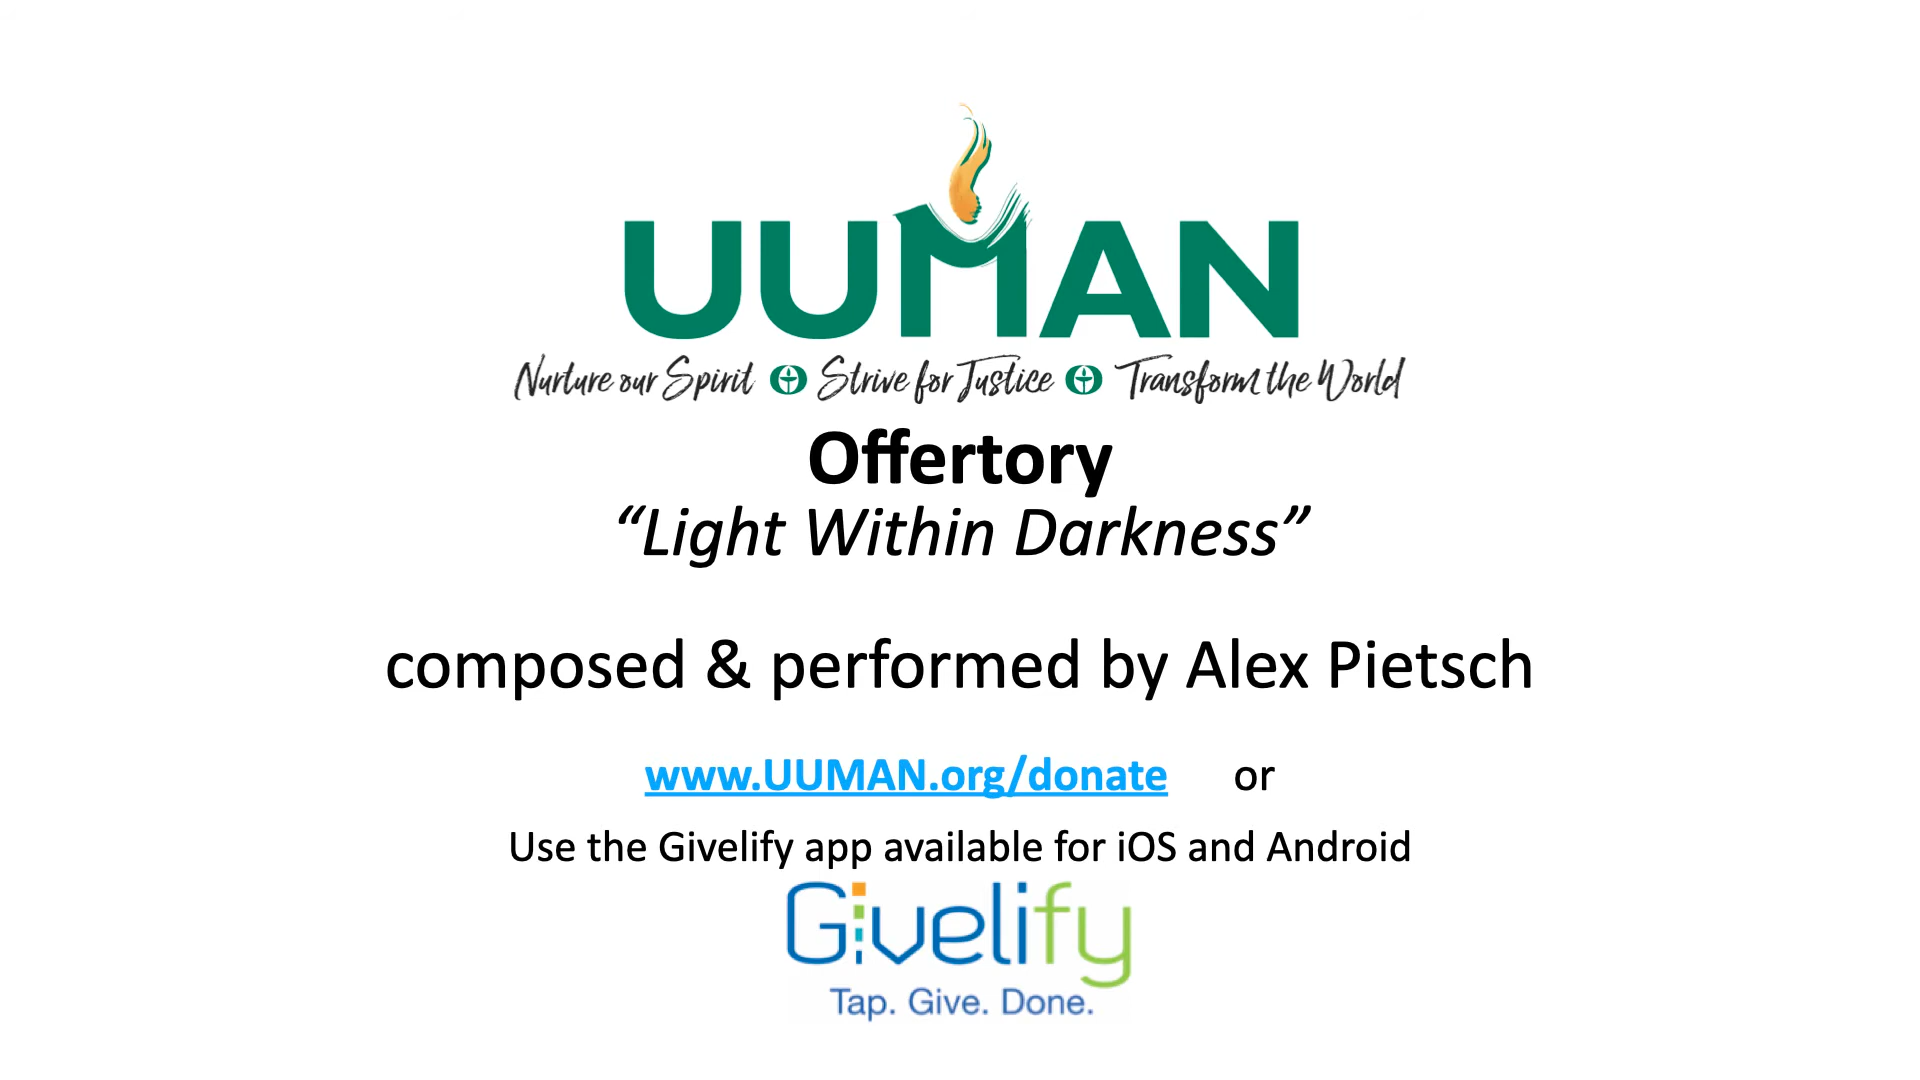 UUMAN
Nurture our Spirit Strive for Justice Transform the World
Offertory
“Light Within Darkness”
composed & performed by Alex Pietsch
www.UUMAN.org/donate or
Use the Givelify app available for iOS and Android
Givelify
Tap. Give. Done.